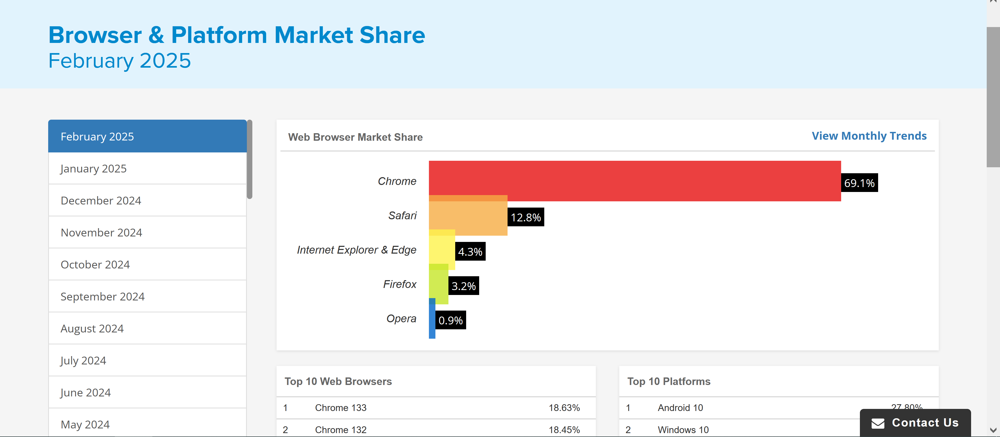 Browser & Platform Market Share
February 2025
February 2025
January 2025
December 2024
November 2024
October 2024
September 2024
August 2024
July 2024
June 2024
May 2024
Web Browser Market Share
View Monthly Trends
Chrome
69.1%
Safari
12.8%
Internet Explorer & Edge
4.3%
Firefox
3.2%
Opera
0.9%
Top 10 Web Browsers
1 Chrome 133 18.63%
2 Chrome 132 18.45%
Top 10 Platforms
1 Android 10 27.80%
2 Windows 10
Contact Us